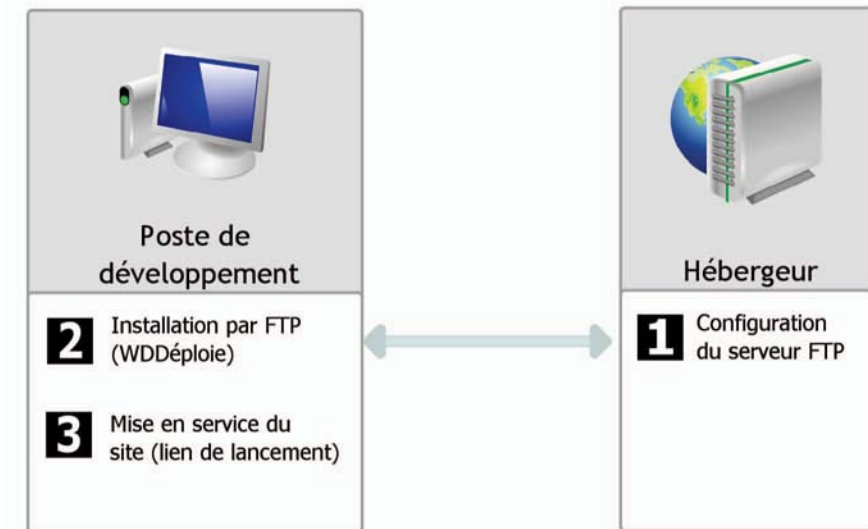 Poste de
développement
2 Installation par FTP
(WDDéploie)
3 Mise en service du
site (lien de lancement)
Hébergeur
1 Configuration
du serveur FTP